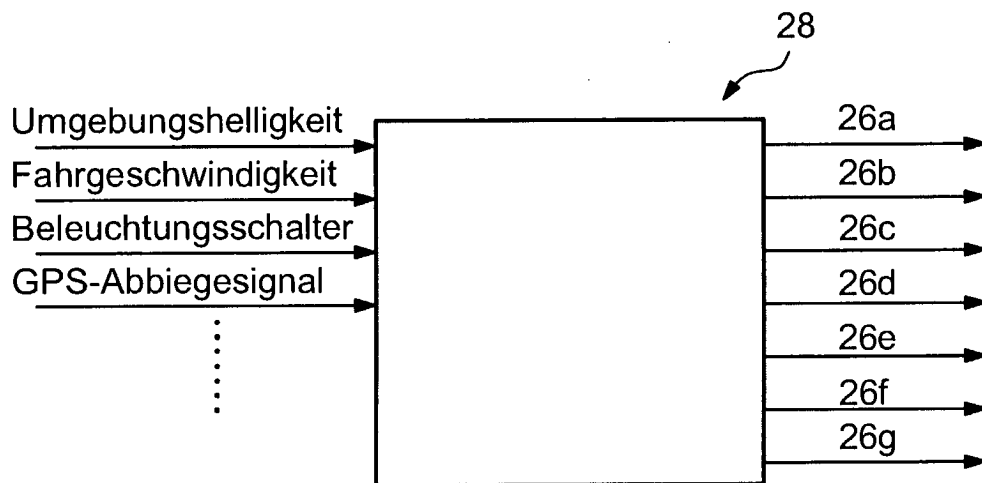 28
Umgebungshelligkeit
Fahrgeschwindigkeit
Beleuchtungsschalter
GPS-Abbiegesignal
26a
26b
26c
26d
26e
26f
26g